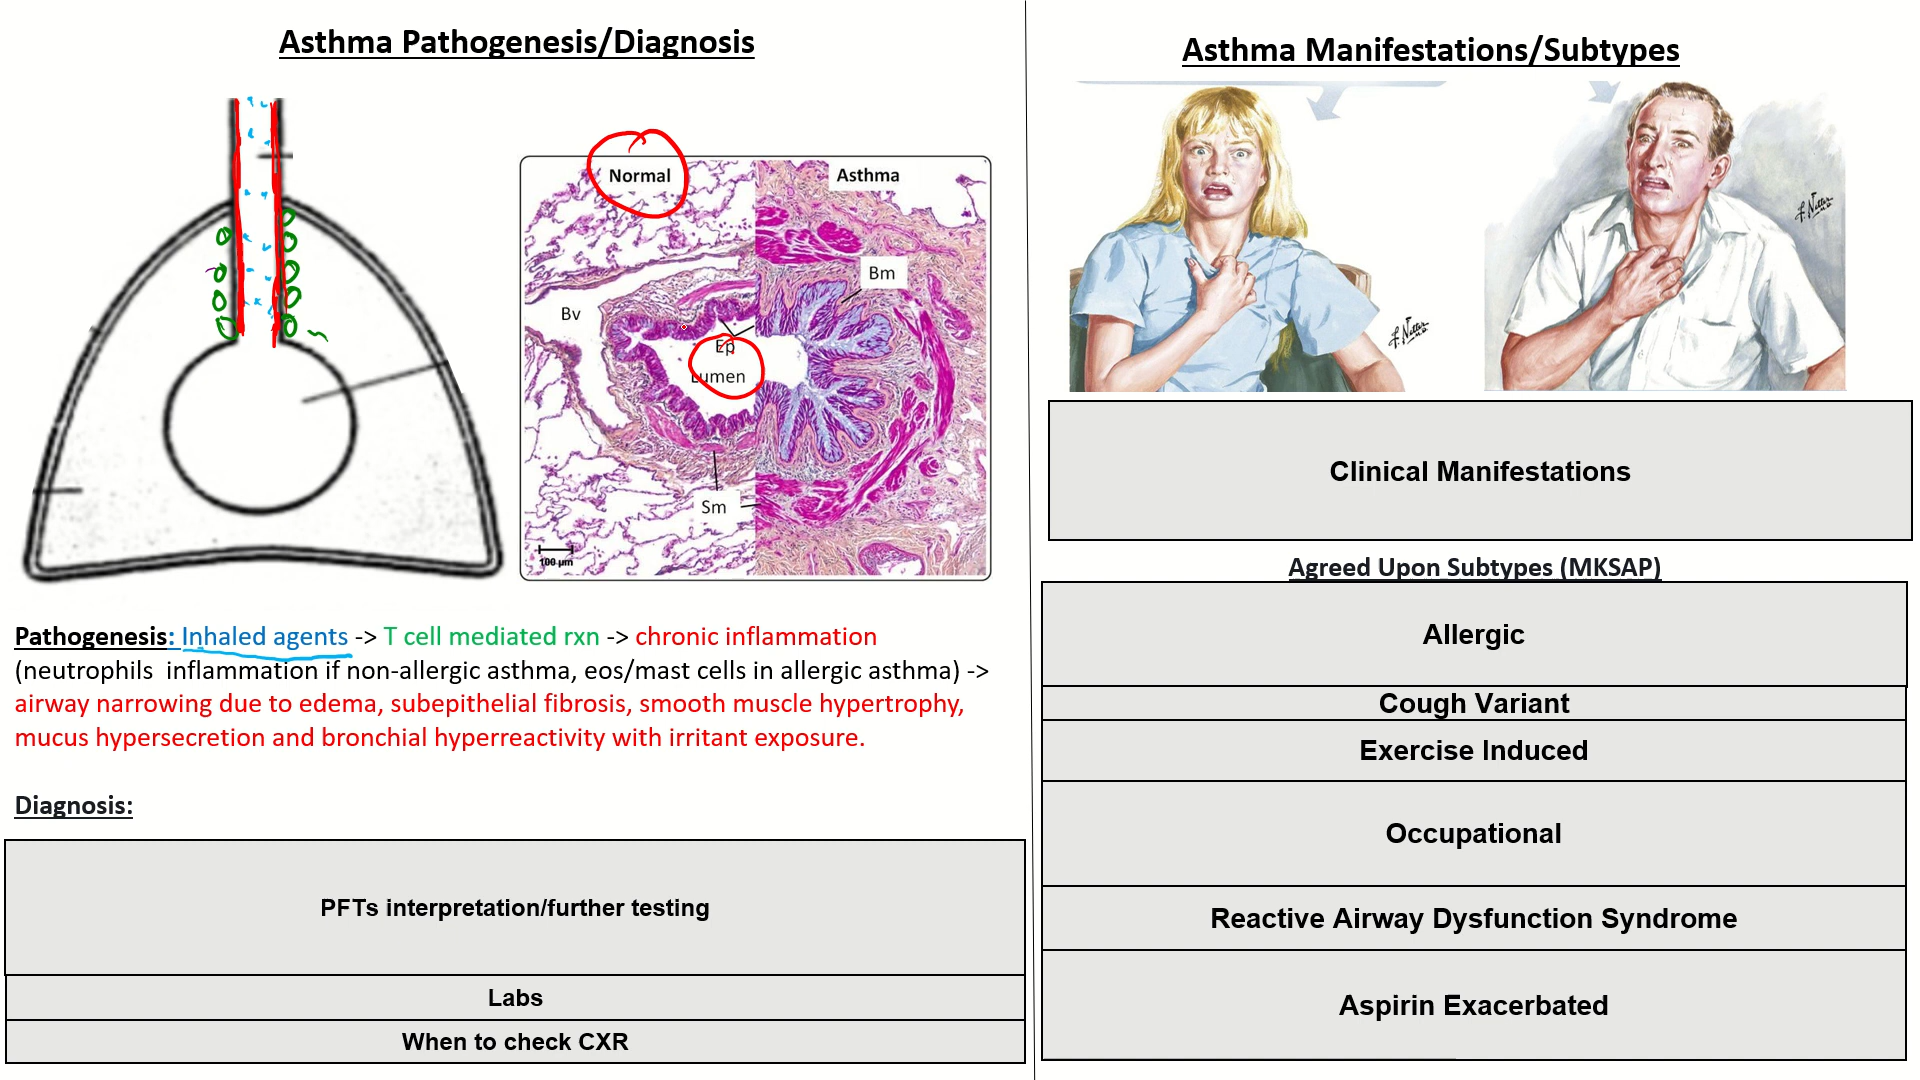 Asthma Pathogenesis/Diagnosis
Normal
Asthma
Bm
Bv
Ep
Lumen
Sm
100 μm
Pathogenesis: Inhaled agents -> T cell mediated rxn -> chronic inflammation
(neutrophils  inflammation if non-allergic asthma, eos/mast cells in allergic asthma) ->
airway narrowing due to edema, subepithelial fibrosis, smooth muscle hypertrophy,
mucus hypersecretion and bronchial hyperreactivity with irritant exposure.
Diagnosis:
PFTs interpretation/further testing
Labs
When to check CXR
Asthma Manifestations/Subtypes
F. Netter
F. Netter
Clinical Manifestations
Agreed Upon Subtypes (MKSAP)
Allergic
Cough Variant
Exercise Induced
Occupational
Reactive Airway Dysfunction Syndrome
Aspirin Exacerbated